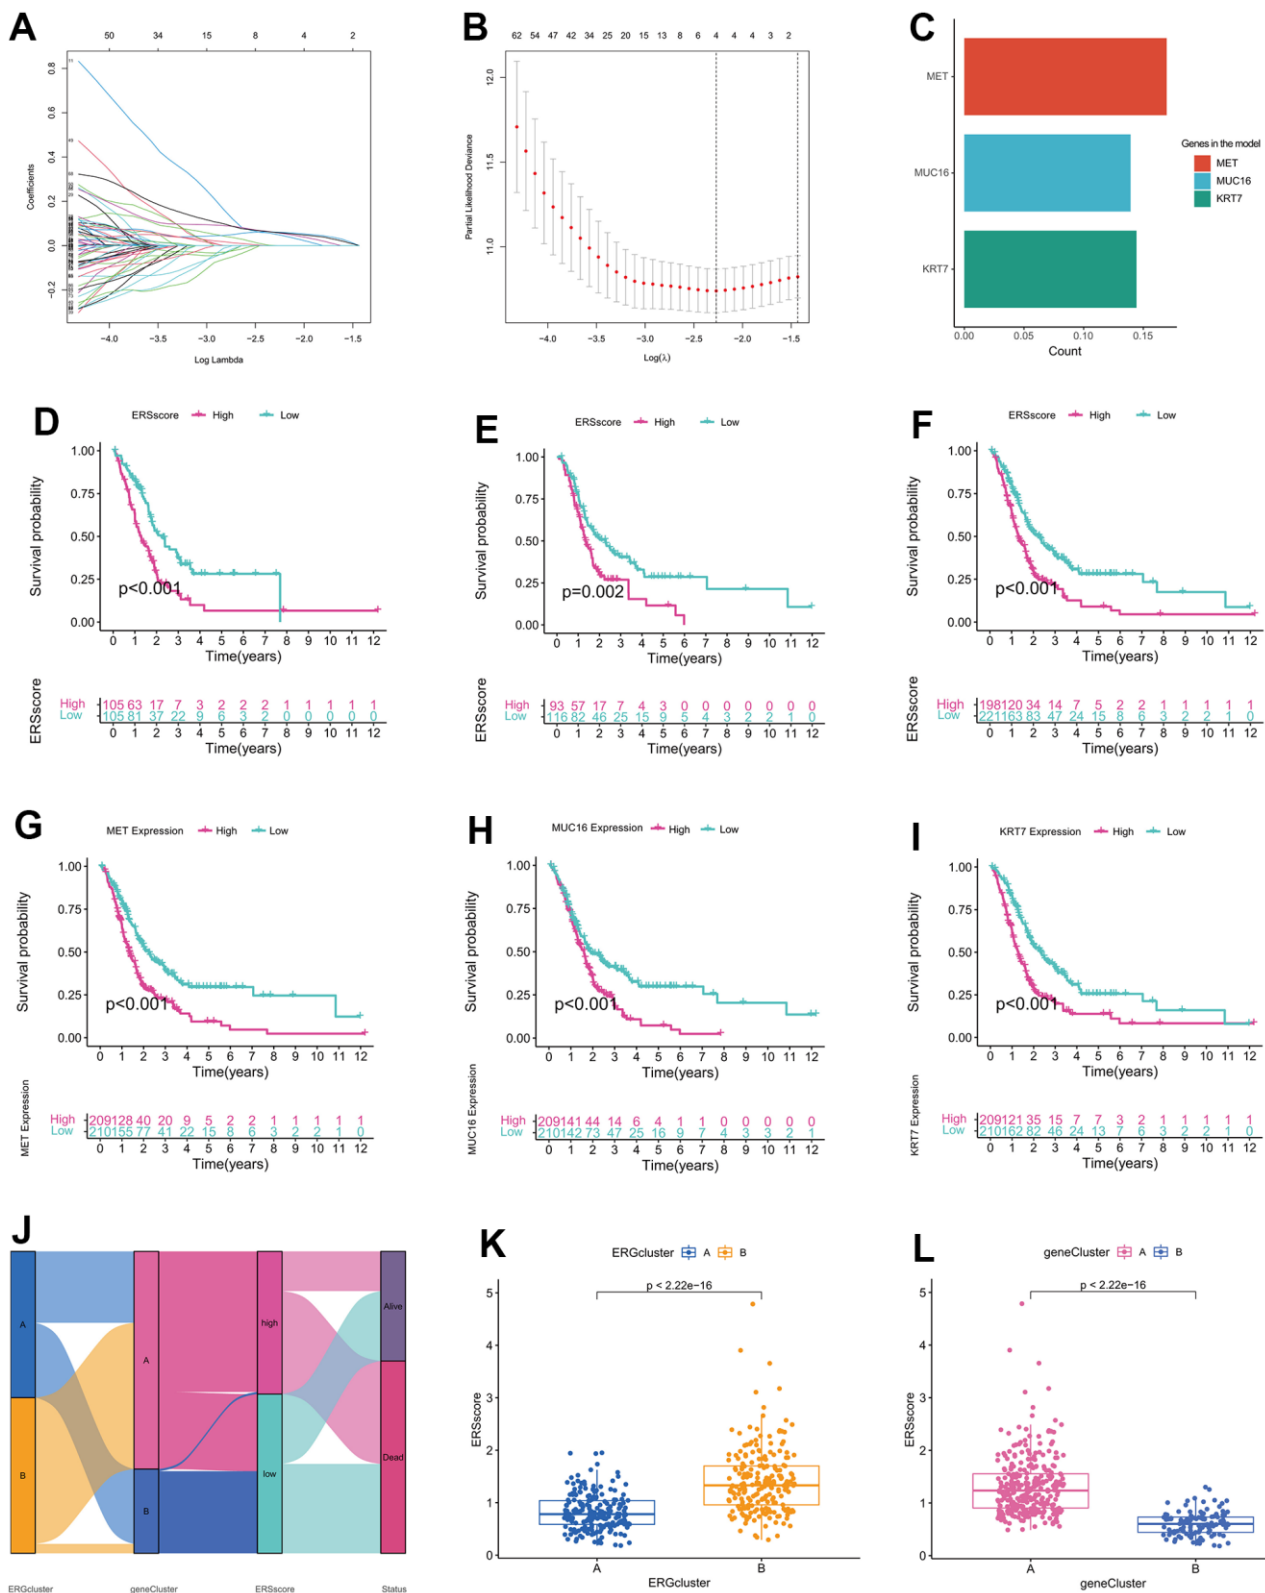 A
50 34 15 8 4 2
0.8
0.6
0.4
0.2
0.0
−0.2
Coefficients
−4.0 −3.5 −3.0 −2.5 −2.0 −1.5
Log Lambda
B
62 54 47 42 34 25 20 15 13 8 6 4 4 4 3 2
12.0
11.5
11.0
Partial Likelihood Deviance
−4.0 −3.5 −3.0 −2.5 −2.0 −1.5
Log(λ)
C
MET
MUC16
KRT7
0.00 0.05 0.10 0.15
Count
Genes in the model
MET
MUC16
KRT7
D
ERSscore High Low
1.00
0.75
0.50
0.25
0.00
Survival probability
p<0.001
0 1 2 3 4 5 6 7 8 9 10 11 12
Time(years)
ERSscore
High 105 63 17 7 3 2 2 2 1 1 1 1 1
Low 105 81 37 22 9 6 3 2 0 0 0 0 0
0 1 2 3 4 5 6 7 8 9 10 11 12
Time(years)
E
ERSscore High Low
1.00
0.75
0.50
0.25
0.00
Survival probability
p=0.002
0 1 2 3 4 5 6 7 8 9 10 11 12
Time(years)
ERSscore
High 93 57 17 7 4 3 0 0 0 0 0 0 0
Low 116 82 46 25 15 9 5 4 3 2 2 1 0
0 1 2 3 4 5 6 7 8 9 10 11 12
Time(years)
F
ERSscore High Low
1.00
0.75
0.50
0.25
0.00
Survival probability
p<0.001
0 1 2 3 4 5 6 7 8 9 10 11 12
Time(years)
ERSscore
High 198 120 34 14 7 5 2 2 1 1 1 1 1
Low 221 163 83 47 24 15 8 6 3 2 2 1 0
0 1 2 3 4 5 6 7 8 9 10 11 12
Time(years)
G
MET Expression High Low
1.00
0.75
0.50
0.25
0.00
Survival probability
p<0.001
0 1 2 3 4 5 6 7 8 9 10 11 12
Time(years)
MET Expression
High 209 128 40 20 9 5 2 2 1 1 1 1 1
Low 210 155 77 41 22 15 8 6 3 2 2 1 0
0 1 2 3 4 5 6 7 8 9 10 11 12
Time(years)
H
MUC16 Expression High Low
1.00
0.75
0.50
0.25
0.00
Survival probability
p<0.001
0 1 2 3 4 5 6 7 8 9 10 11 12
Time(years)
MUC16 Expression
High 209 141 44 14 6 4 1 1 0 0 0 0 0
Low 210 142 73 47 25 16 9 7 4 3 3 2 1
0 1 2 3 4 5 6 7 8 9 10 11 12
Time(years)
I
KRT7 Expression High Low
1.00
0.75
0.50
0.25
0.00
Survival probability
p<0.001
0 1 2 3 4 5 6 7 8 9 10 11 12
Time(years)
KRT7 Expression
High 209 121 35 15 7 7 3 2 1 1 1 1 1
Low 210 162 82 46 24 13 7 6 3 2 2 1 0
0 1 2 3 4 5 6 7 8 9 10 11 12
Time(years)
J
A
B
A
B
high
low
Alive
Dead
ERGcluster geneCluster ERSscore Status
K
ERGcluster A B
p < 2.22e−16
5
4
3
2
1
0
ERSscore
A B
ERGcluster
L
geneCluster A B
p < 2.22e−16
5
4
3
2
1
0
ERSscore
A B
geneCluster